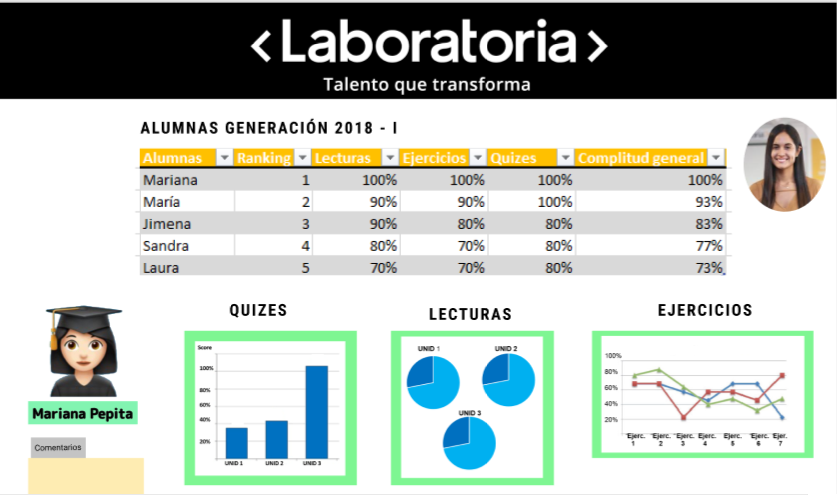 <Laboratoria>
Talento que transforma
ALUMNAS GENERACIÓN 2018 - I
Alumnas Ranking Lecturas Ejercicios Quizes Complitud general
Mariana 1 100% 100% 100% 100%
María 2 90% 90% 100% 93%
Jimena 3 90% 80% 80% 83%
Sandra 4 80% 70% 80% 77%
Laura 5 70% 70% 80% 73%
QUIZES
LECTURAS
EJERCICIOS
Mariana Pepita
Comentarios
Score
100%
80%
60%
40%
20%
UNID 1 UNID 2 UNID 3
UNID 1 UNID 2
UNID 3
100%
80%
60%
40%
20%
Ejerc. Ejerc. Ejerc. Ejerc. Ejerc. Ejerc. Ejer.
1 2 3 4 5 6 7